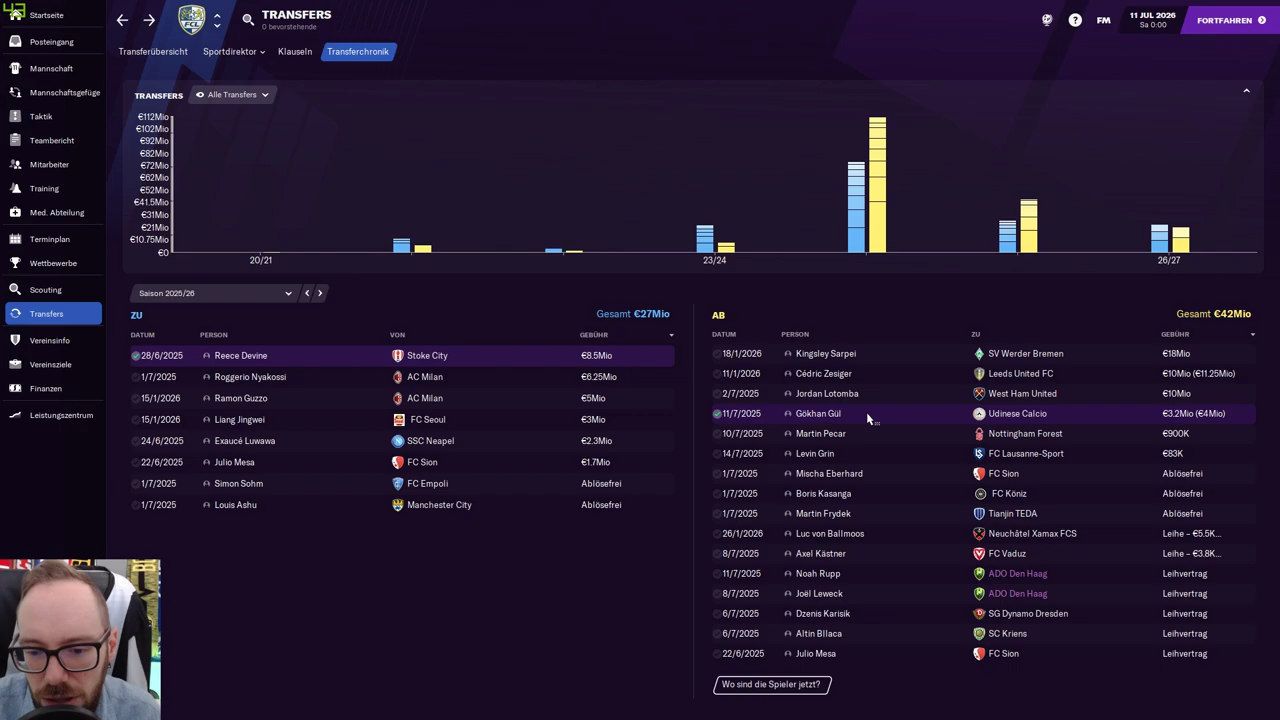 43
Startseite
Posteingang
Mannschaft
Mannschaftsgefüge
Taktik
Teambericht
Mitarbeiter
Training
Med. Abteilung
Terminplan
Wettbewerbe
Scouting
Transfers
Vereinsinfo
Vereinsziele
Finanzen
Leistungszentrum
FCL
TRANSFERS
0 bevorstehende
? FM
11 JUL 2026
Sa 0:00
FORTFAHREN
Transferübersicht Sportdirektor Klauseln Transferchronik
TRANSFERS Alle Transfers
€112Mio
€102Mio
€92Mio
€82Mio
€72Mio
€62Mio
€52Mio
€41.5Mio
€31Mio
€21Mio
€10.75Mio
€0
20/21 23/24 26/27
Saison 2025/26
ZU Gesamt €27Mio
DATUM PERSON VON GEBÜHR
28/6/2025 Reece Devine Stoke City €8.5Mio
1/7/2025 Roggerio Nyakossi AC Milan €6.25Mio
15/1/2026 Ramon Guzzo AC Milan €5Mio
15/1/2026 Liang Jingwei FC Seoul €3Mio
24/6/2025 Exaucé Luwawa SSC Neapel €2.3Mio
22/6/2025 Julio Mesa FC Sion €1.7Mio
1/7/2025 Simon Sohm FC Empoli Ablösefrei
1/7/2025 Louis Ashu Manchester City Ablösefrei
AB Gesamt €42Mio
DATUM PERSON ZU GEBÜHR
18/1/2026 Kingsley Sarpei SV Werder Bremen €18Mio
11/1/2026 Cédric Zesiger Leeds United FC €10Mio (€11.25Mio)
2/7/2025 Jordan Lotomba West Ham United €10Mio
11/7/2025 Gökhan Gül Udinese Calcio €3.2Mio (€4Mio)
10/7/2025 Martin Pecar Nottingham Forest €900K
14/7/2025 Levin Grin FC Lausanne-Sport €83K
1/7/2025 Mischa Eberhard FC Sion Ablösefrei
1/7/2025 Boris Kasanga FC Köniz Ablösefrei
1/7/2025 Martin Frydek Tianjin TEDA Ablösefrei
26/1/2026 Luc von Ballmoos Neuchâtel Xamax FCS Leihe – €5.5K...
8/7/2025 Axel Kästner FC Vaduz Leihe – €3.8K...
11/7/2025 Noah Rupp ADO Den Haag Leihvertrag
8/7/2025 Joël Leweck ADO Den Haag Leihvertrag
6/7/2025 Dzenis Karisik SG Dynamo Dresden Leihvertrag
6/7/2025 Altin Bllaca SC Kriens Leihvertrag
22/6/2025 Julio Mesa FC Sion Leihvertrag
Wo sind die Spieler jetzt?